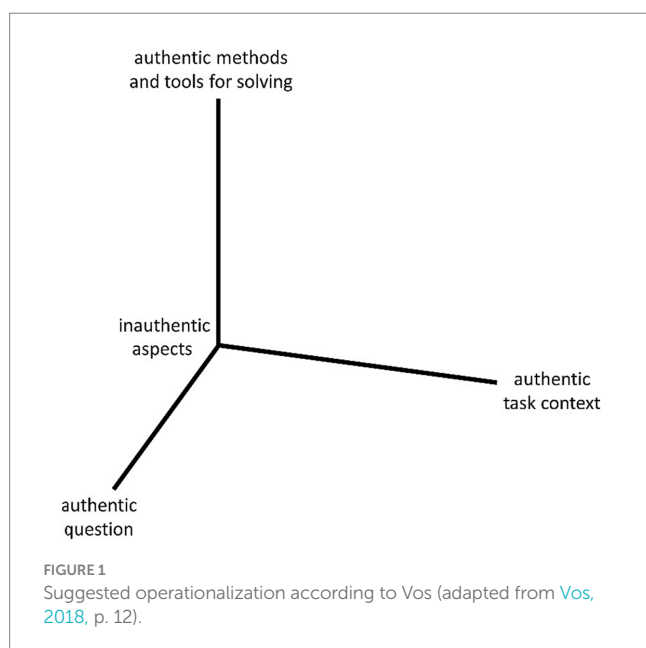 authentic methods
and tools for solving
inauthentic
aspects
authentic
task context
authentic
question
FIGURE 1
Suggested operationalization according to Vos (adapted from Vos,
2018, p. 12).